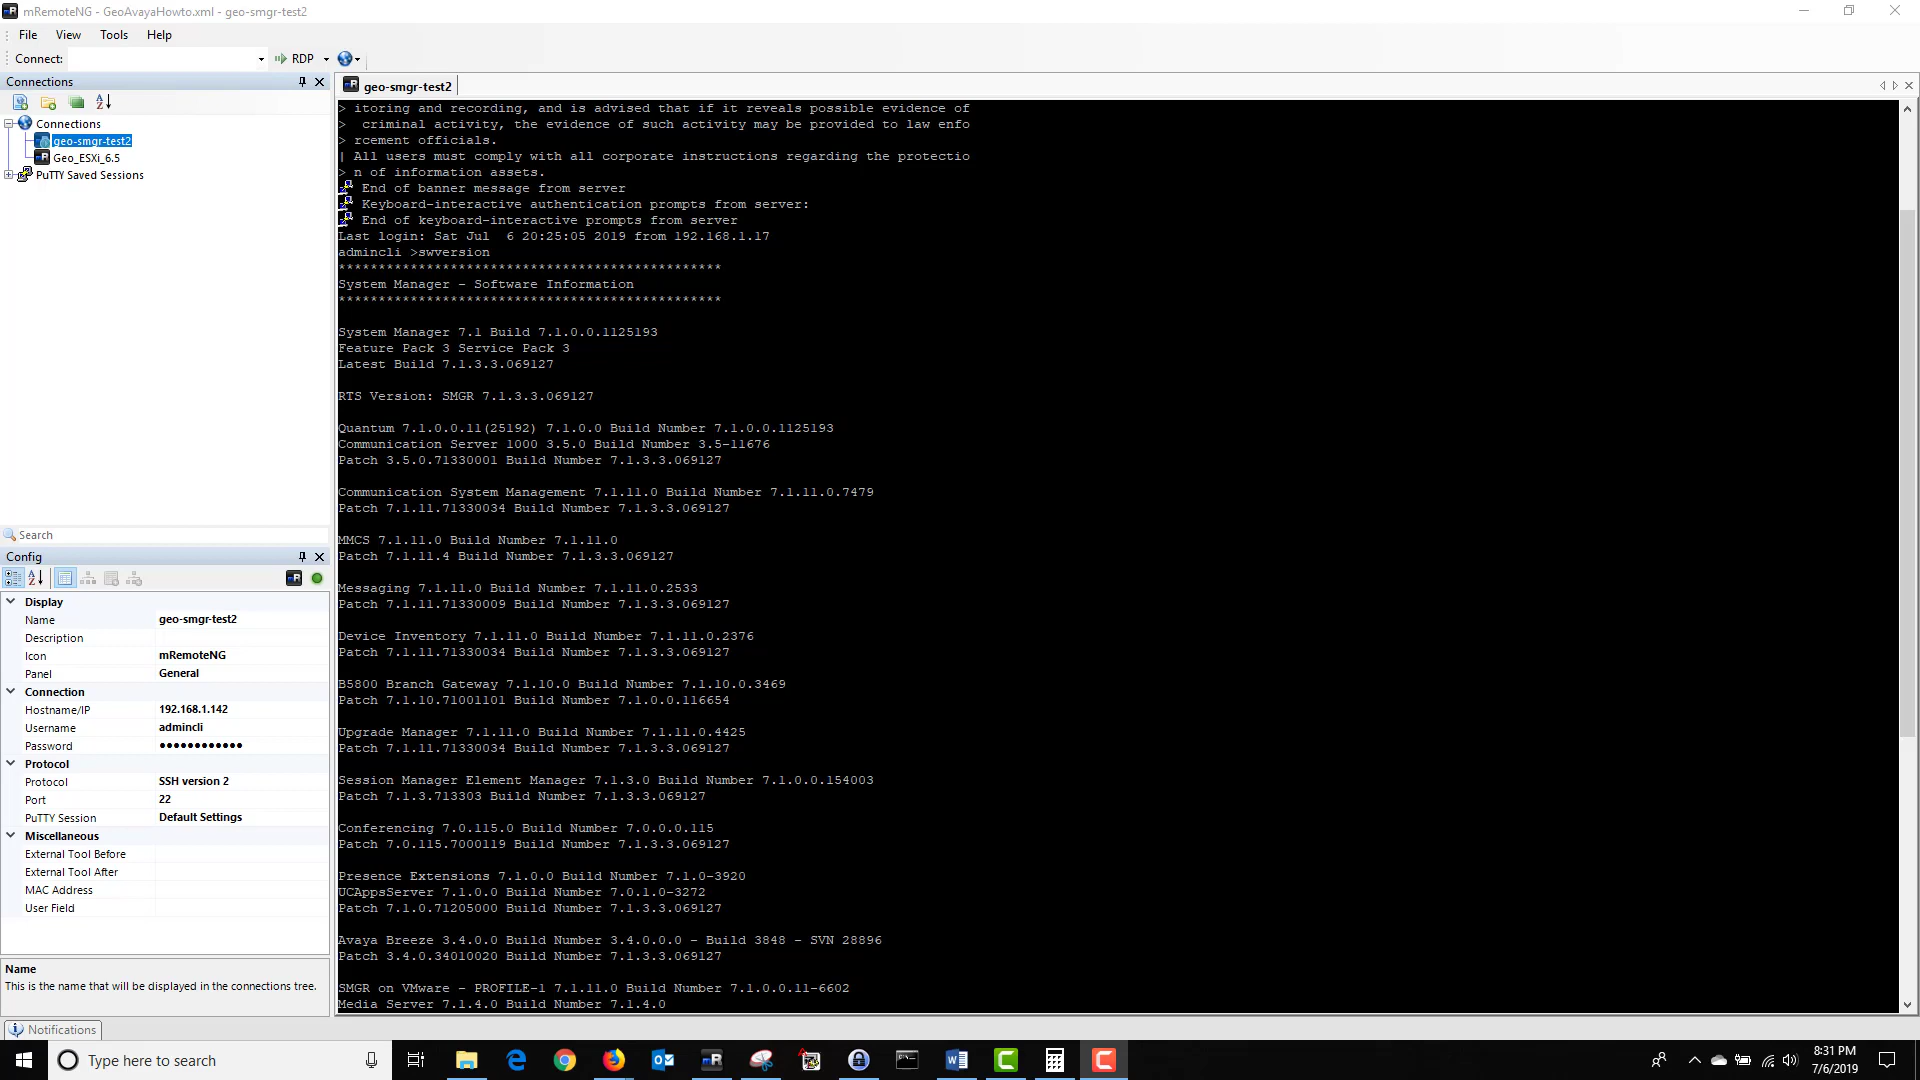 mRemoteNG - GeoAvayaHowto.xml - geo-smgr-test2
File View Tools Help
Connect: RDP
Connections
geo-smgr-test2
Connections
geo-smgr-test2
Geo_ESXi_6.5
PuTTY Saved Sessions
Search
Config
Display
Name geo-smgr-test2
Description
Icon mRemoteNG
Panel General
Connection
Hostname/IP 192.168.1.142
Username admincli
Password ●●●●●●●●●●●●
Protocol
Protocol SSH version 2
Port 22
PuTTY Session Default Settings
Miscellaneous
External Tool Before
External Tool After
MAC Address
User Field
Name
This is the name that will be displayed in the connections tree.
Notifications
> itoring and recording, and is advised that if it reveals possible evidence of
>  criminal activity, the evidence of such activity may be provided to law enfo
> rcement officials.
| All users must comply with all corporate instructions regarding the protectio
> n of information assets.
End of banner message from server
Keyboard-interactive authentication prompts from server:
End of keyboard-interactive prompts from server
Last login: Sat Jul  6 20:25:05 2019 from 192.168.1.17
admincli >swversion
************************************************
System Manager - Software Information
************************************************
System Manager 7.1 Build 7.1.0.0.1125193
Feature Pack 3 Service Pack 3
Latest Build 7.1.3.3.069127
RTS Version: SMGR 7.1.3.3.069127
Quantum 7.1.0.0.11(25192) 7.1.0.0 Build Number 7.1.0.0.1125193
Communication Server 1000 3.5.0 Build Number 3.5-11676
Patch 3.5.0.71330001 Build Number 7.1.3.3.069127
Communication System Management 7.1.11.0 Build Number 7.1.11.0.7479
Patch 7.1.11.71330034 Build Number 7.1.3.3.069127
MMCS 7.1.11.0 Build Number 7.1.11.0
Patch 7.1.11.4 Build Number 7.1.3.3.069127
Messaging 7.1.11.0 Build Number 7.1.11.0.2533
Patch 7.1.11.71330009 Build Number 7.1.3.3.069127
Device Inventory 7.1.11.0 Build Number 7.1.11.0.2376
Patch 7.1.11.71330034 Build Number 7.1.3.3.069127
B5800 Branch Gateway 7.1.10.0 Build Number 7.1.10.0.3469
Patch 7.1.10.71001101 Build Number 7.1.0.0.116654
Upgrade Manager 7.1.11.0 Build Number 7.1.11.0.4425
Patch 7.1.11.71330034 Build Number 7.1.3.3.069127
Session Manager Element Manager 7.1.3.0 Build Number 7.1.0.0.154003
Patch 7.1.3.713303 Build Number 7.1.3.3.069127
Conferencing 7.0.115.0 Build Number 7.0.0.0.115
Patch 7.0.115.7000119 Build Number 7.1.3.3.069127
Presence Extensions 7.1.0.0 Build Number 7.1.0-3920
UCAppsServer 7.1.0.0 Build Number 7.0.1.0-3272
Patch 7.1.0.71205000 Build Number 7.1.3.3.069127
Avaya Breeze 3.4.0.0 Build Number 3.4.0.0.0 - Build 3848 - SVN 28896
Patch 3.4.0.34010020 Build Number 7.1.3.3.069127
SMGR on VMware - PROFILE-1 7.1.11.0 Build Number 7.1.0.0.11-6602
Media Server 7.1.4.0 Build Number 7.1.4.0
Type here to search
8:31 PM
7/6/2019